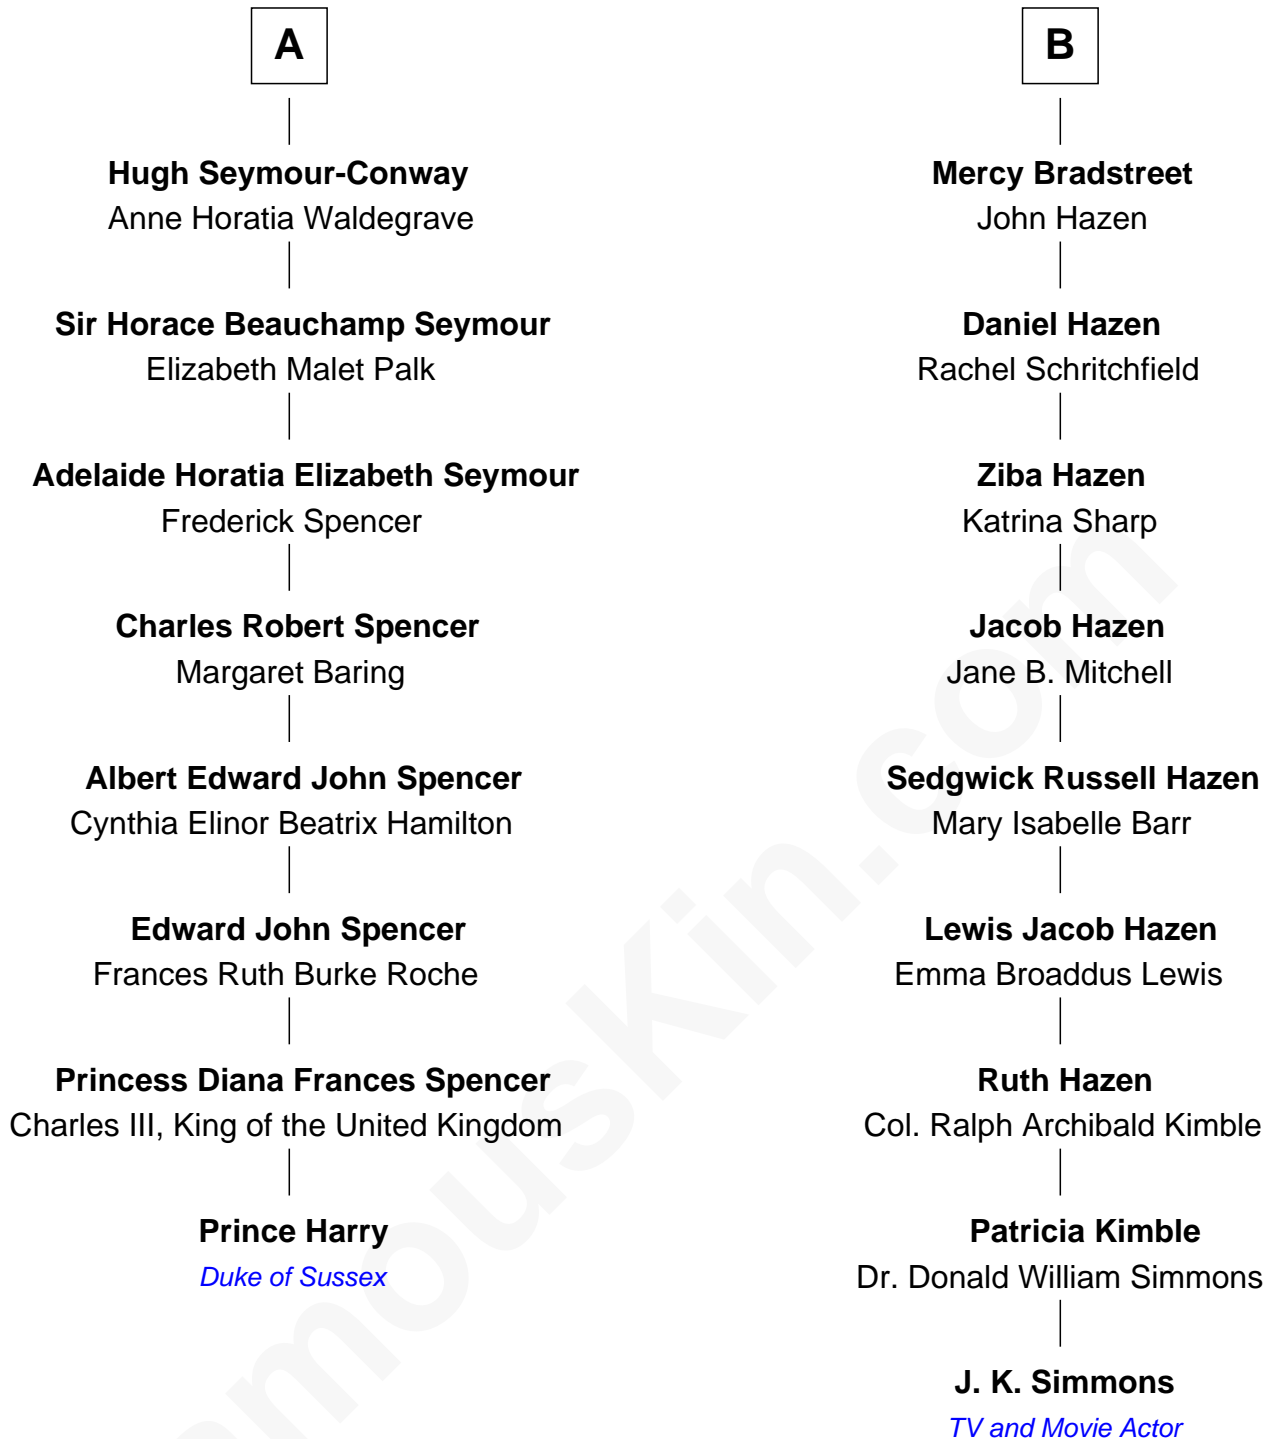 A
Hugh Seymour-Conway
Anne Horatia Waldegrave
Sir Horace Beauchamp Seymour
Elizabeth Malet Palk
Adelaide Horatia Elizabeth Seymour
Frederick Spencer
Charles Robert Spencer
Margaret Baring
Albert Edward John Spencer
Cynthia Elinor Beatrix Hamilton
Edward John Spencer
Frances Ruth Burke Roche
Princess Diana Frances Spencer
Charles III, King of the United Kingdom
Prince Harry
Duke of Sussex
B
Mercy Bradstreet
John Hazen
Daniel Hazen
Rachel Schritchfield
Ziba Hazen
Katrina Sharp
Jacob Hazen
Jane B. Mitchell
Sedgwick Russell Hazen
Mary Isabelle Barr
Lewis Jacob Hazen
Emma Broaddus Lewis
Ruth Hazen
Col. Ralph Archibald Kimble
Patricia Kimble
Dr. Donald William Simmons
J. K. Simmons
TV and Movie Actor
amousKin.com